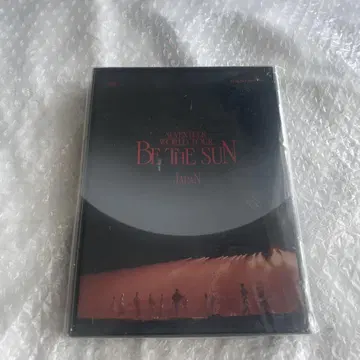 SEVENTEEN
WORLD TOUR
BE THE SUN
JAPAN